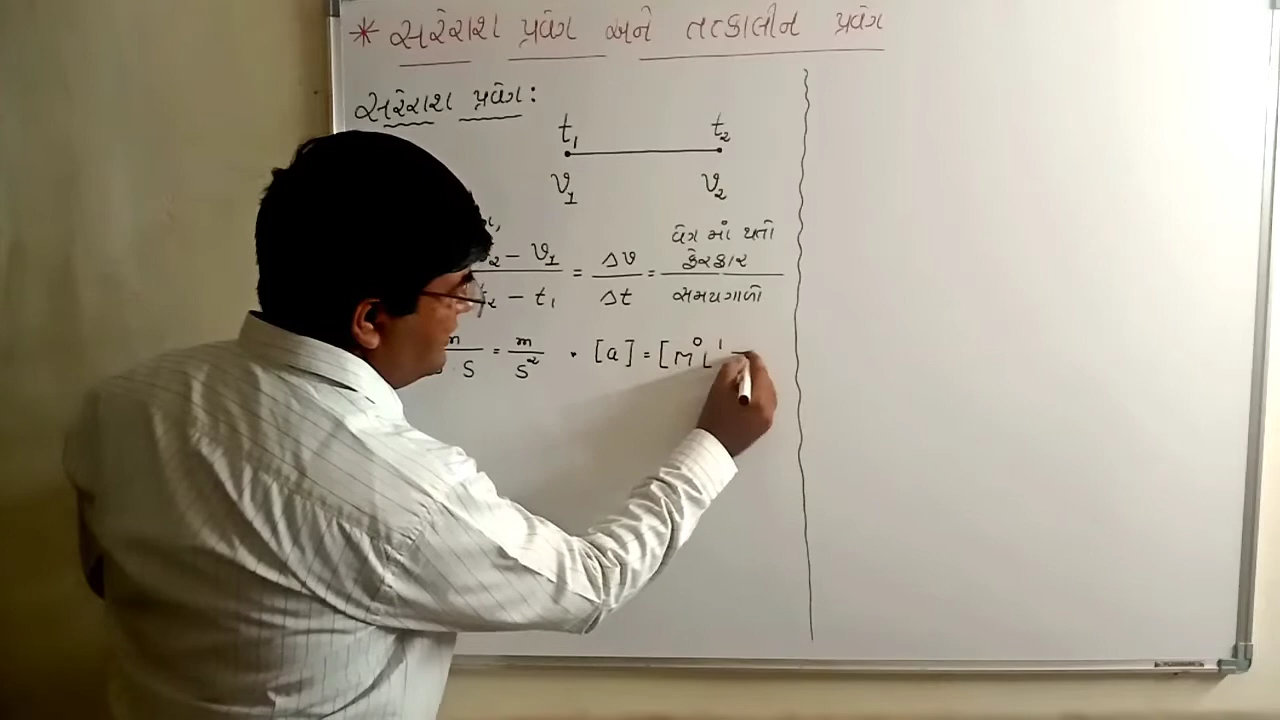 * સરેરાશ પ્રવેગ અને તત્કાલીન પ્રવેગ
સરેરાશ પ્રવેગ:
t₁ t₂
v₁ v₂
₂ - v₁ / ₂ - t₁ = Δv / Δt = વેગ માં થતો ફેરફાર / સમયગાળો
m / S = m / S² • [a] = [M⁰L¹